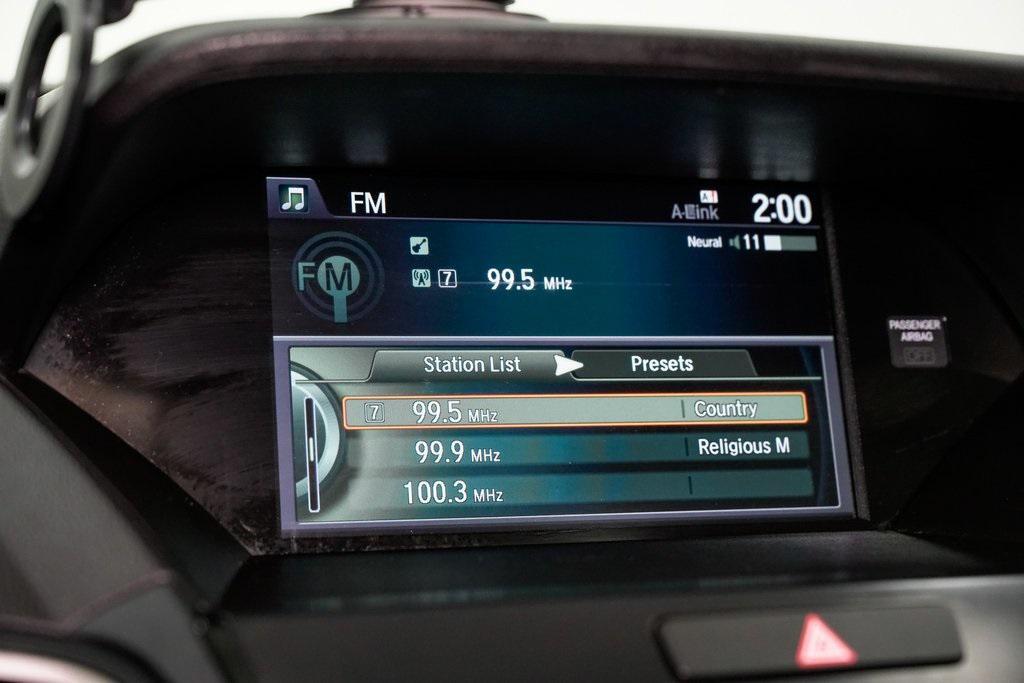 FM
A-Link
2:00
Neural 11
FM
7 99.5 MHz
Station List
Presets
7 99.5 MHz Country
99.9 MHz Religious M
100.3 MHz
PASSENGER
AIRBAG
OFF